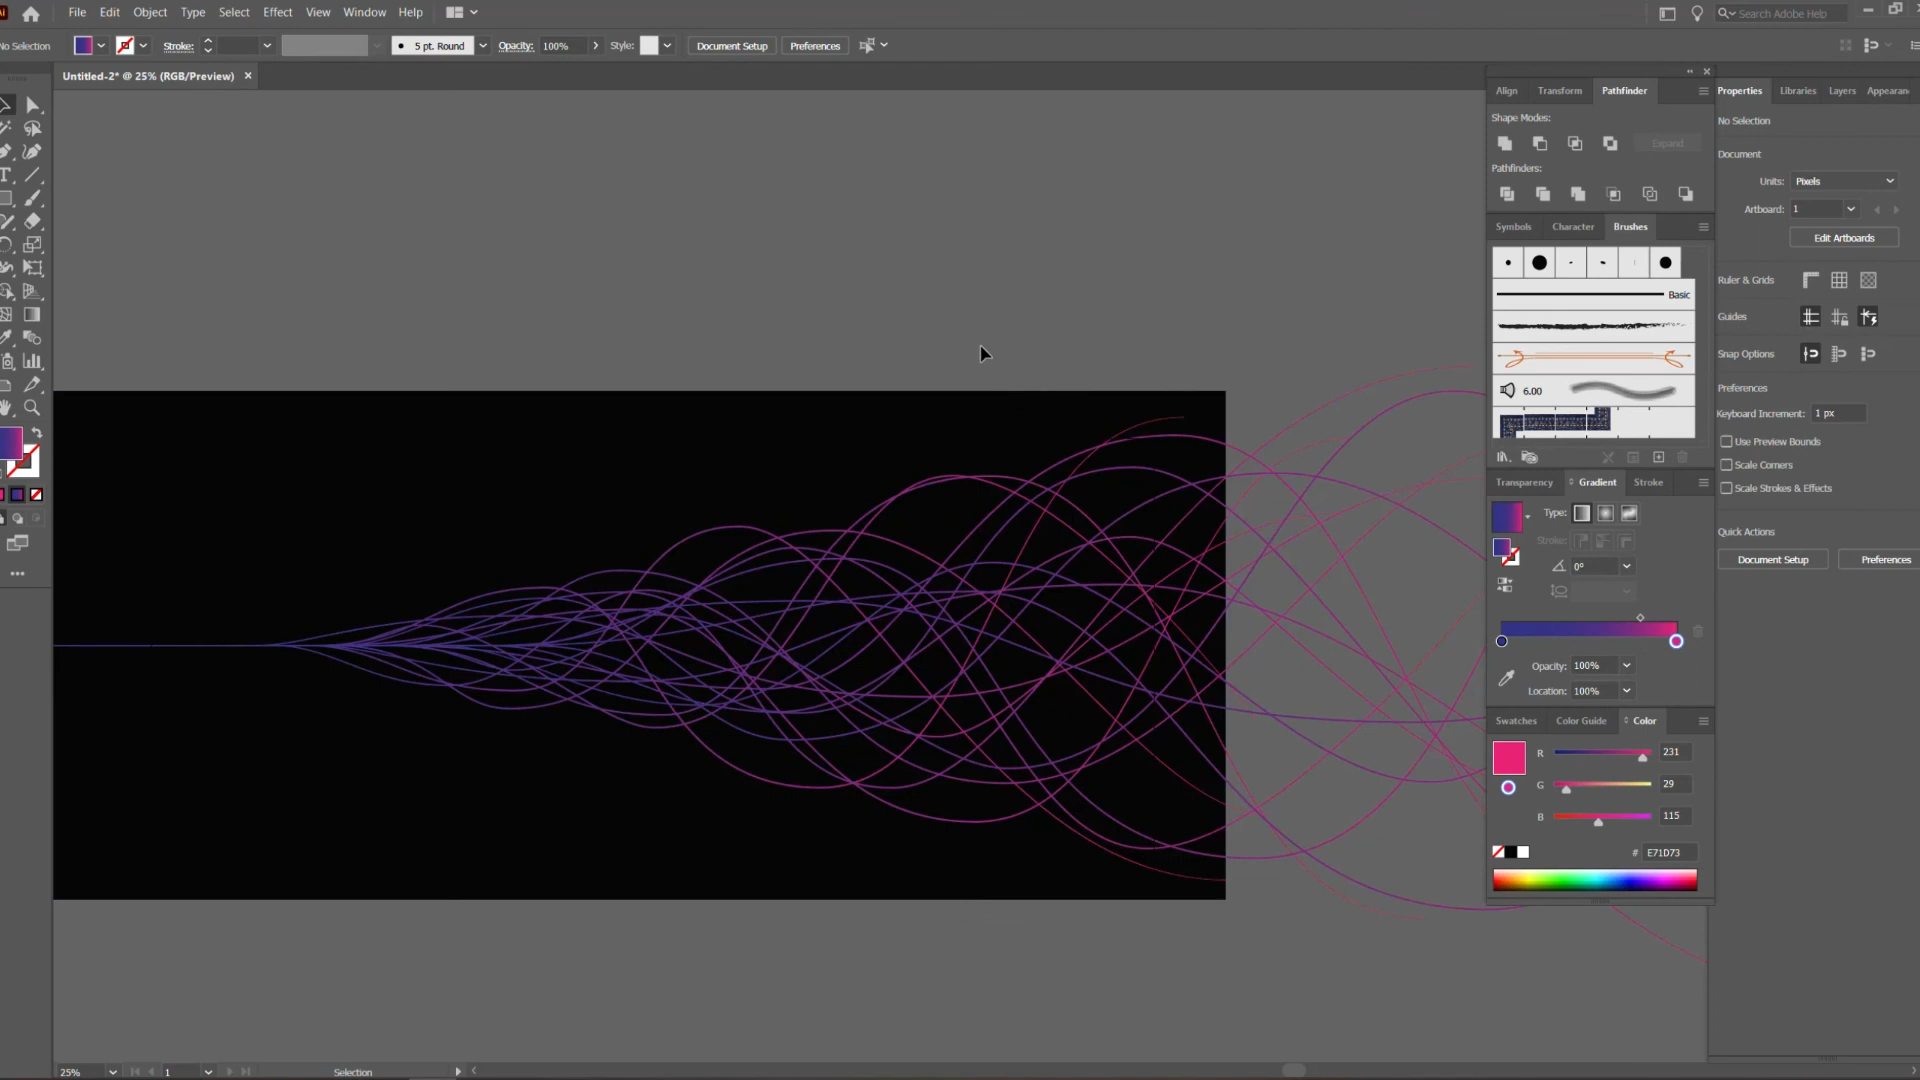 Ai File Edit Object Type Select Effect View Window Help Search Adobe Help
No Selection Stroke: 5 pt. Round Opacity: 100% Style: Document Setup Preferences
Untitled-2* @ 25% (RGB/Preview)
Align Transform Pathfinder
Shape Modes:
Expand
Pathfinders:
Symbols Character Brushes
Basic
6.00
Transparency Gradient Stroke
Type:
Stroke:
0°
Opacity: 100%
Location: 100%
Swatches Color Guide Color
R 231
G 29
B 115
# E71D73
Properties Libraries Layers Appearan
No Selection
Document
Units: Pixels
Artboard: 1
Edit Artboards
Ruler & Grids
Guides
Snap Options
Preferences
Keyboard Increment: 1 px
Use Preview Bounds
Scale Corners
Scale Strokes & Effects
Quick Actions
Document Setup Preferences
25% 1 Selection